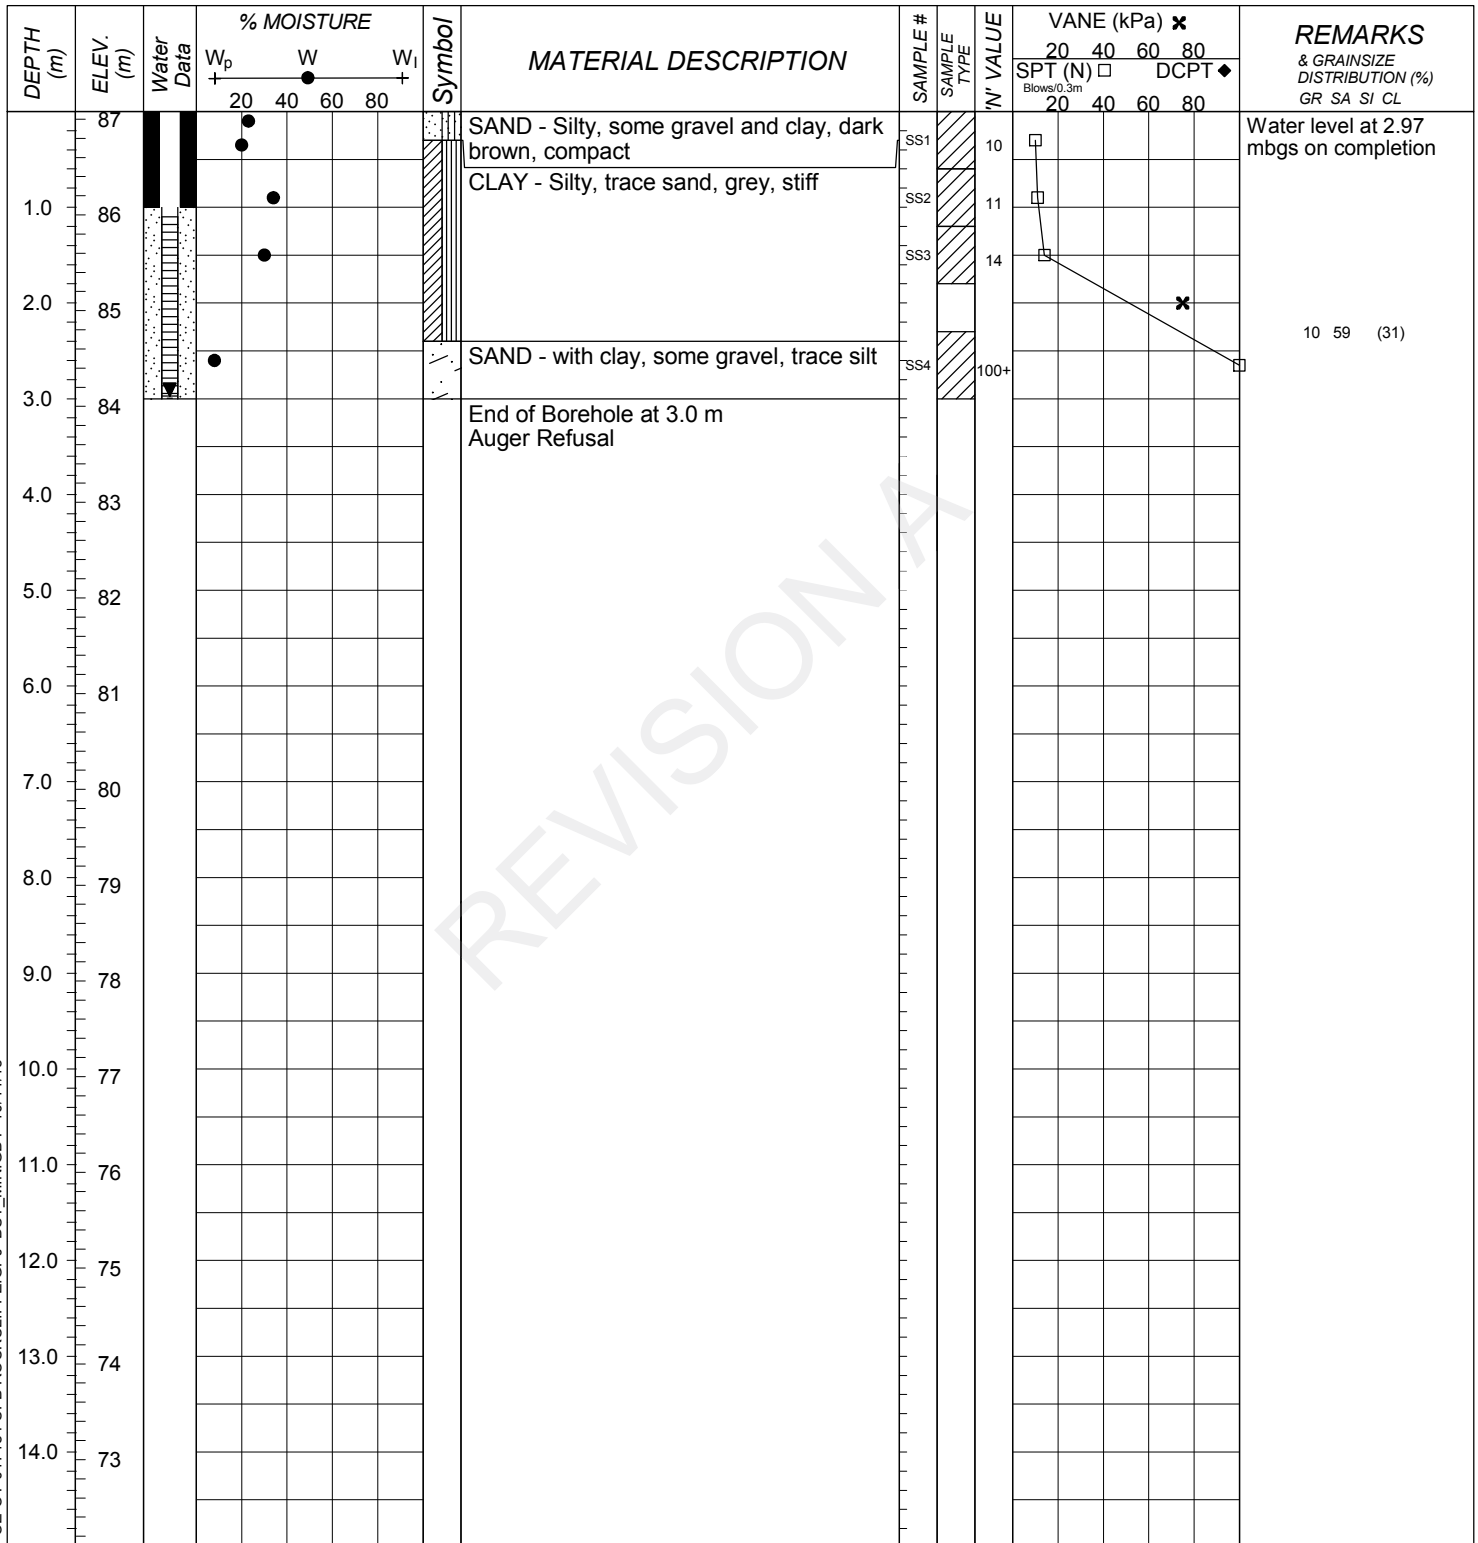 DEPTH (m)
ELEV. (m)
Water Data
% MOISTURE
Wp W Wl
20 40 60 80
Symbol
MATERIAL DESCRIPTION
SAMPLE #
SAMPLE TYPE
'N' VALUE
VANE (kPa)
20 40 60 80
SPT (N) DCPT
Blows/0.3m
20 40 60 80
REMARKS
& GRAINSIZE
DISTRIBUTION (%)
GR SA SI CL
87
SAND - Silty, some gravel and clay, dark
brown, compact
SS1
10
Water level at 2.97
mbgs on completion
CLAY - Silty, trace sand, grey, stiff
SS2
11
1.0
86
SS3
14
2.0
85
10 59 (31)
SAND - with clay, some gravel, trace silt
SS4
100+
3.0
84
End of Borehole at 3.0 m
Auger Refusal
4.0
83
5.0
82
6.0
81
7.0
80
8.0
79
9.0
78
10.0
77
11.0
76
12.0
75
13.0
74
14.0
73
REVISION A